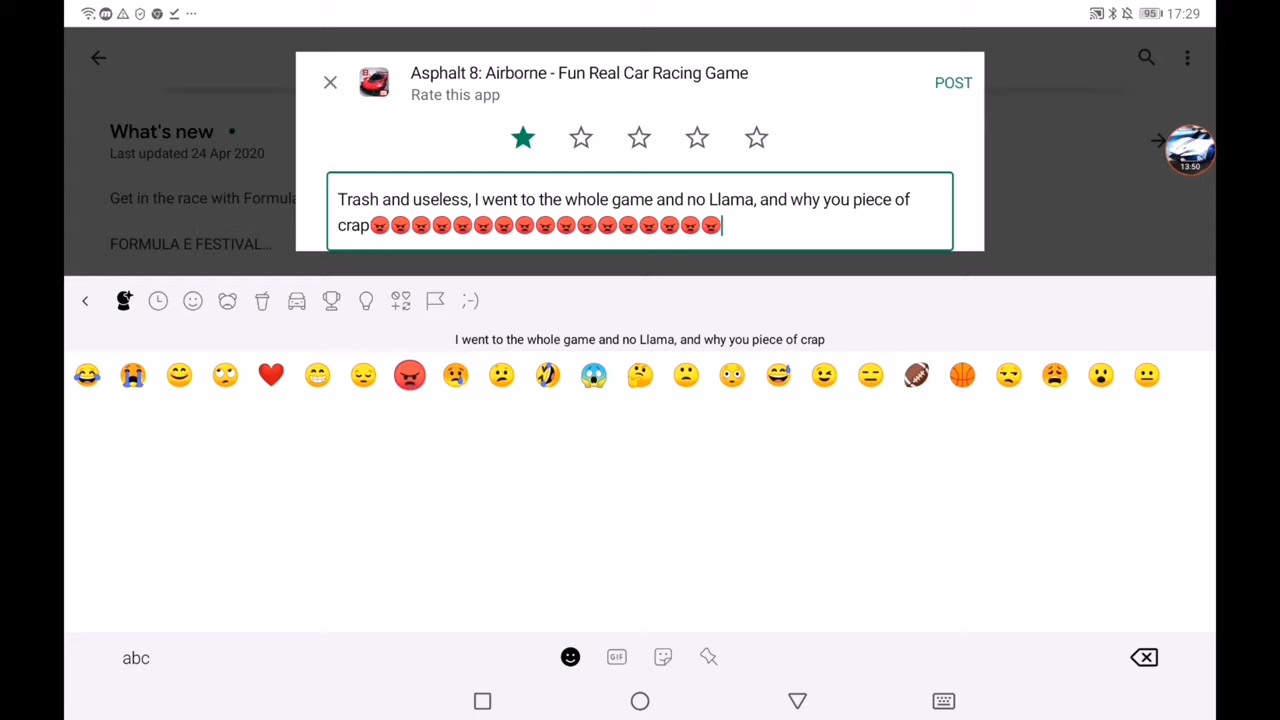 17:29
95
Asphalt 8: Airborne - Fun Real Car Racing Game
Rate this app
POST
What's new
Last updated 24 Apr 2020
13:50
Get in the race with Formula
FORMULA E FESTIVAL...
Trash and useless, I went to the whole game and no Llama, and why you piece of
crap😡😡😡😡😡😡😡😡😡😡😡😡😡😡😡😡😡
;-)
I went to the whole game and no Llama, and why you piece of crap
abc
GIF